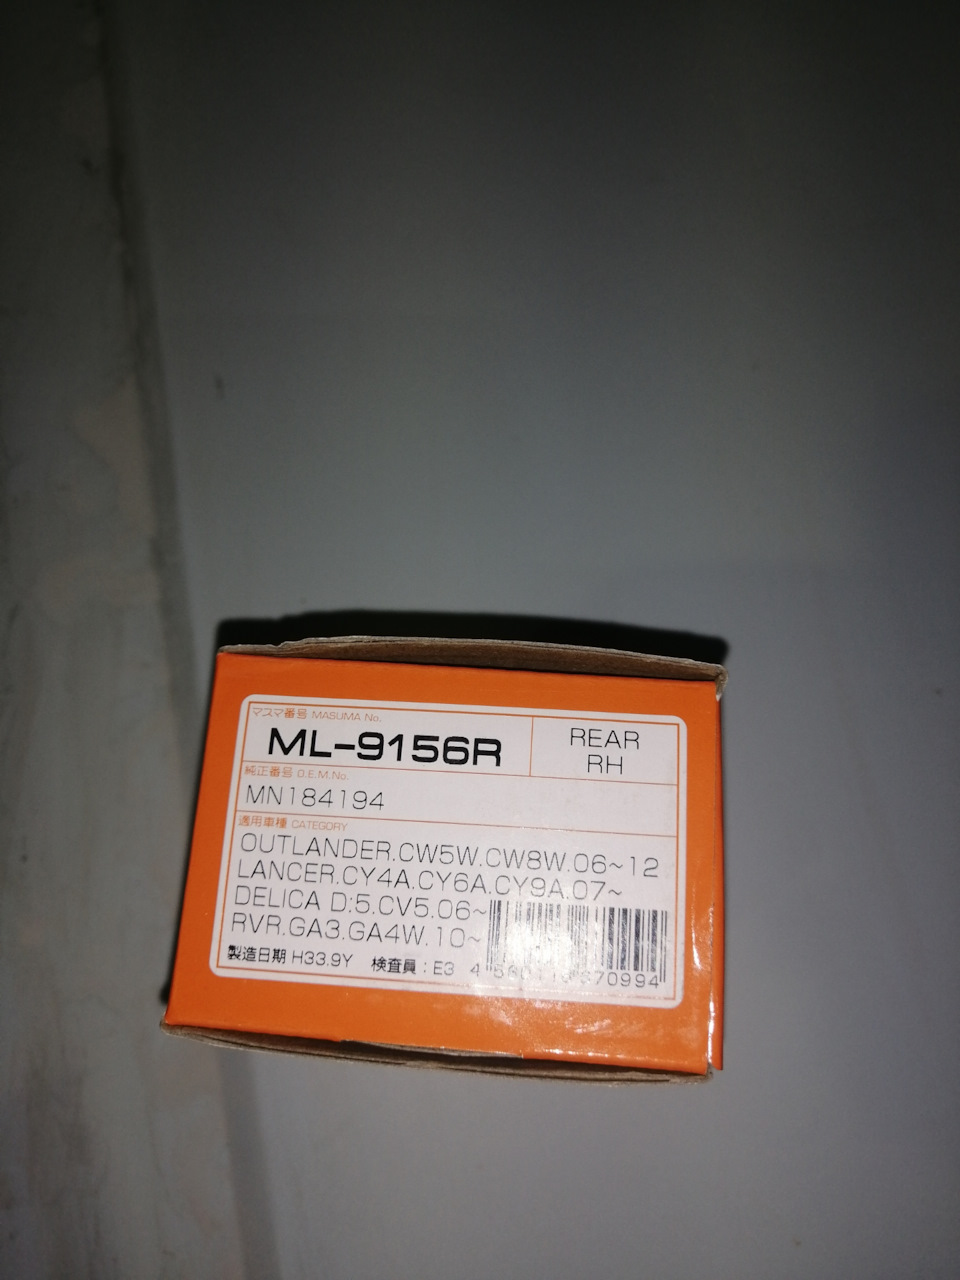 マスマ番号 MASUMA No.
ML-9156R
REAR
RH
純正番号 O.E.M.No.
MN184194
適用車種 CATEGORY
OUTLANDER.CW5W.CW8W.06~12
LANCER.CY4A.CY6A.CY9A.07~
DELICA D:5.CV5.06~
RVR.GA3.GA4W.10~
製造日期 H33.9Y 検査員：E3